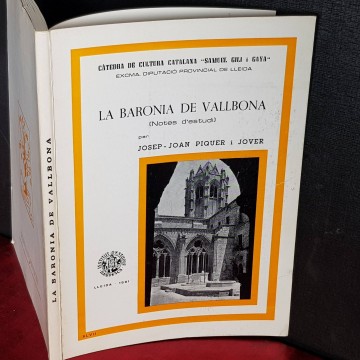 CÀTEDRA DE CULTURA CATALANA "SAMUEL GILI i GAYA"
EXCMA. DIPUTACIÓ PROVINCIAL DE LLEIDA
LA BARONIA DE VALLBONA
(Notes d'estudi)
per
JOSEP-JOAN PIQUER i JOVER
LLEIDA - 1981
LA BARONIA DE VALLBONA